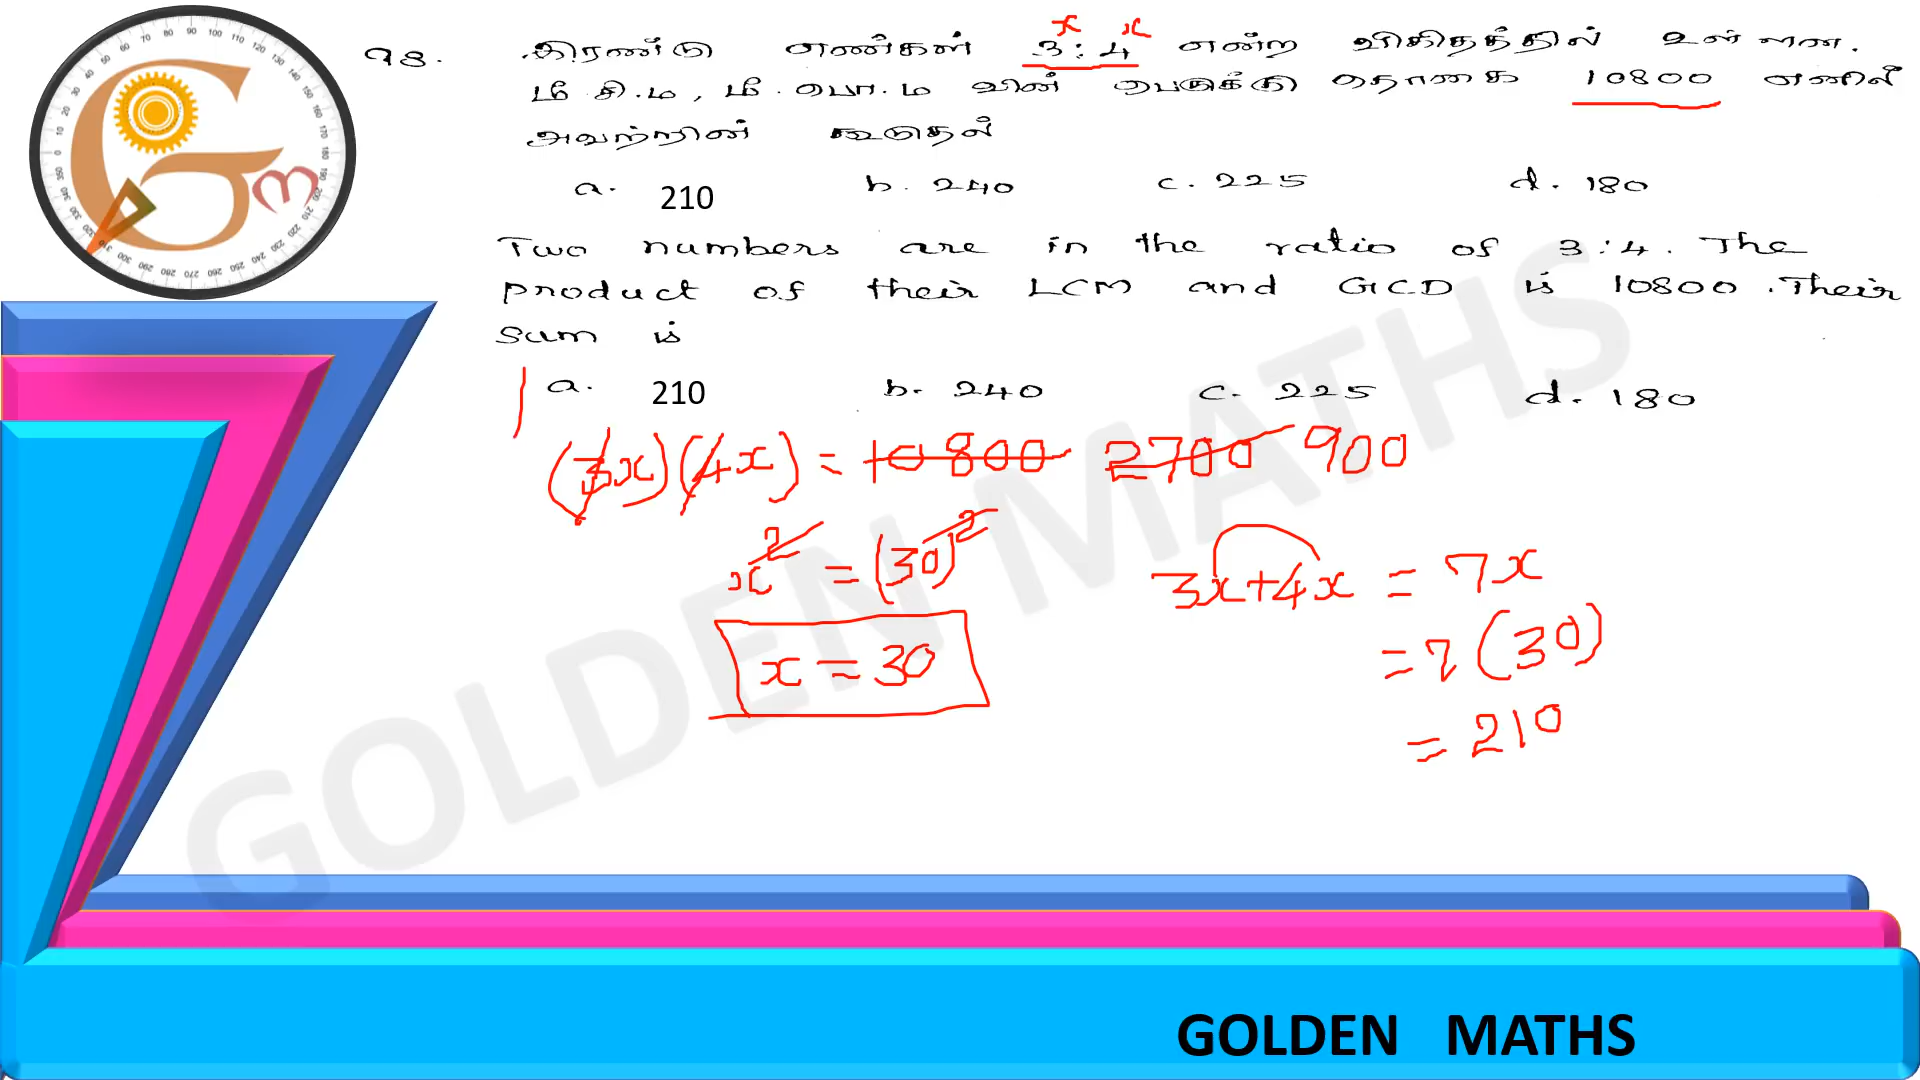 98. இரண்டு எண்கள் 3 : 4 என்ற விகிதத்தில் உள்ளன.
x x
மீ.சி.ம, மீ.பொ.ம வின் பெருக்கு தொகை 10800 எனில்
அவற்றின் கூடுதல்
a. 210 b. 240 c. 225 d. 180
Two numbers are in the ratio of 3:4. The
product of their LCM and GCD is 10800. Their
sum is
a. 210 b. 240 c. 225 d. 180
(3x)(4x) = 10800 2700 900
x² = (30)²
x = 30
3x+4x = 7x
= 7(30)
= 210
GOLDEN MATHS
GOLDEN MATHS